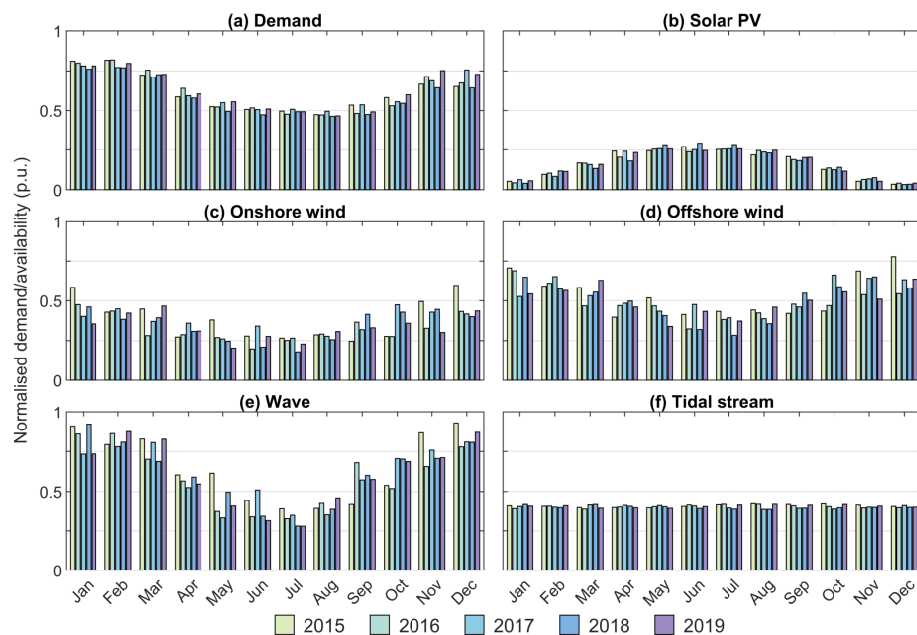 (a) Demand
(b) Solar PV
1
0.5
0
(c) Onshore wind
(d) Offshore wind
1
0.5
0
(e) Wave
(f) Tidal stream
1
0.5
0
Normalised demand/availability (p.u.)
Jan Feb Mar Apr May Jun Jul Aug Sep Oct Nov Dec
Jan Feb Mar Apr May Jun Jul Aug Sep Oct Nov Dec
2015 2016 2017 2018 2019